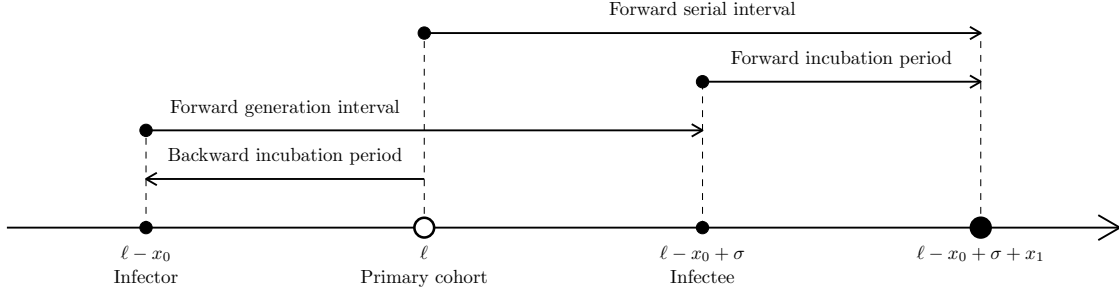 Forward serial interval
Forward incubation period
Forward generation interval
Backward incubation period
ℓ − x₀
ℓ
ℓ − x₀ + σ
ℓ − x₀ + σ + x₁
Infector
Primary cohort
Infectee